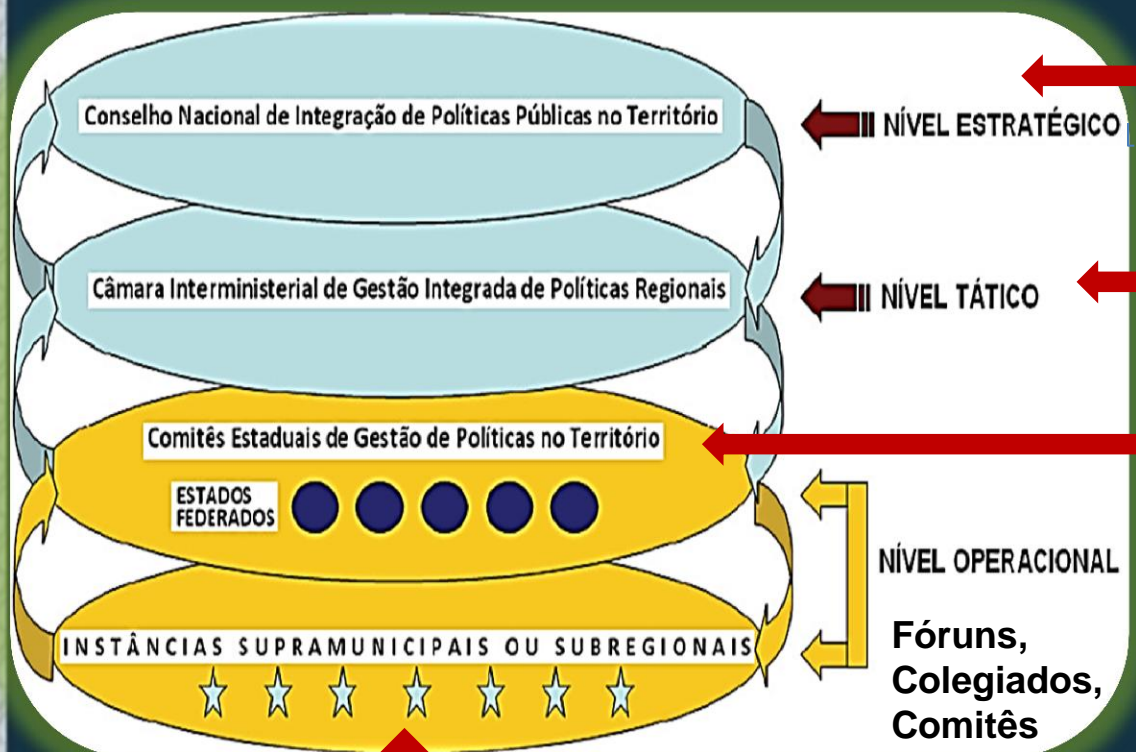 Conselho Nacional de Integração de Políticas Públicas no Território
NÍVEL ESTRATÉGICO
Câmara Interministerial de Gestão Integrada de Políticas Regionais
NÍVEL TÁTICO
Comitês Estaduais de Gestão de Políticas no Território
ESTADOS
FEDERADOS
NÍVEL OPERACIONAL
INSTÂNCIAS SUPRAMUNICIPAIS OU SUBREGIONAIS
Fóruns,
Colegiados,
Comitês